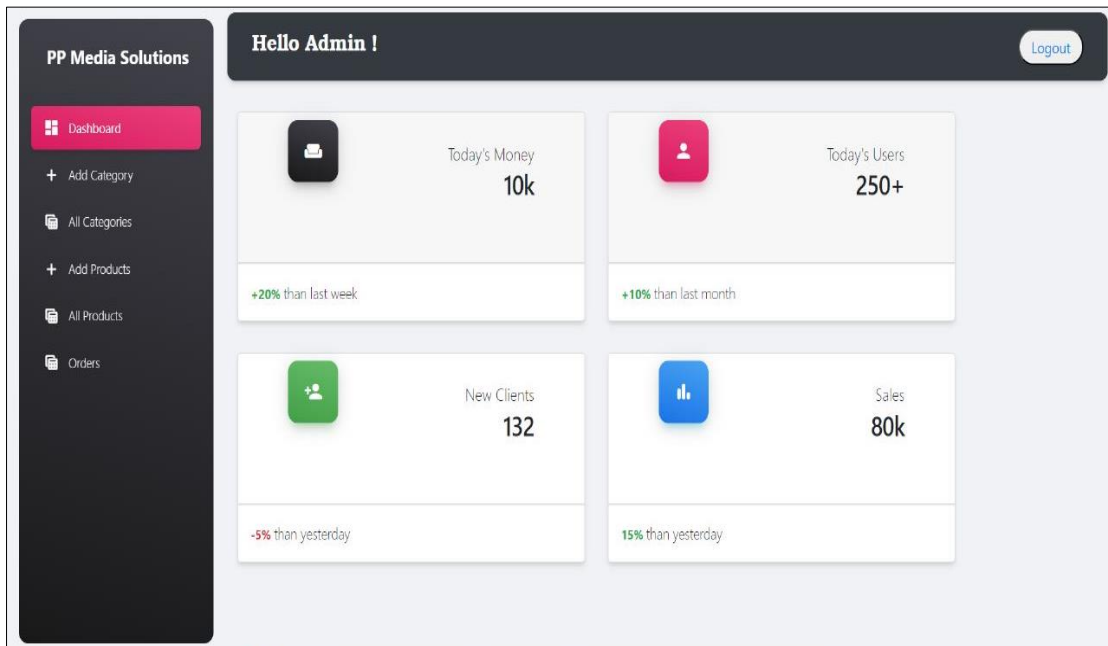 PP Media Solutions
Dashboard
Add Category
All Categories
Add Products
All Products
Orders
Hello Admin !
Logout
Today's Money
10k
+20% than last week
Today's Users
250+
+10% than last month
New Clients
132
-5% than yesterday
Sales
80k
15% than yesterday